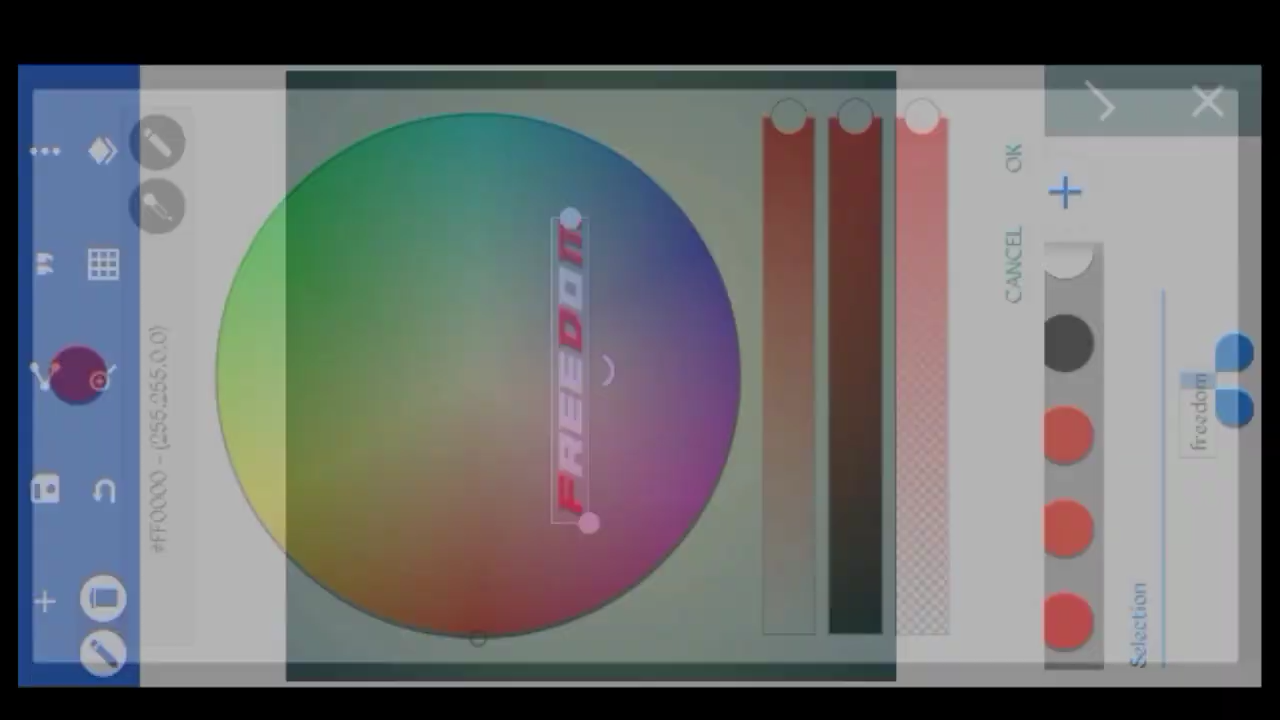 #FF0000 - (255.255.0.0)
FREEDOM
CANCEL OK
Selection
freedom